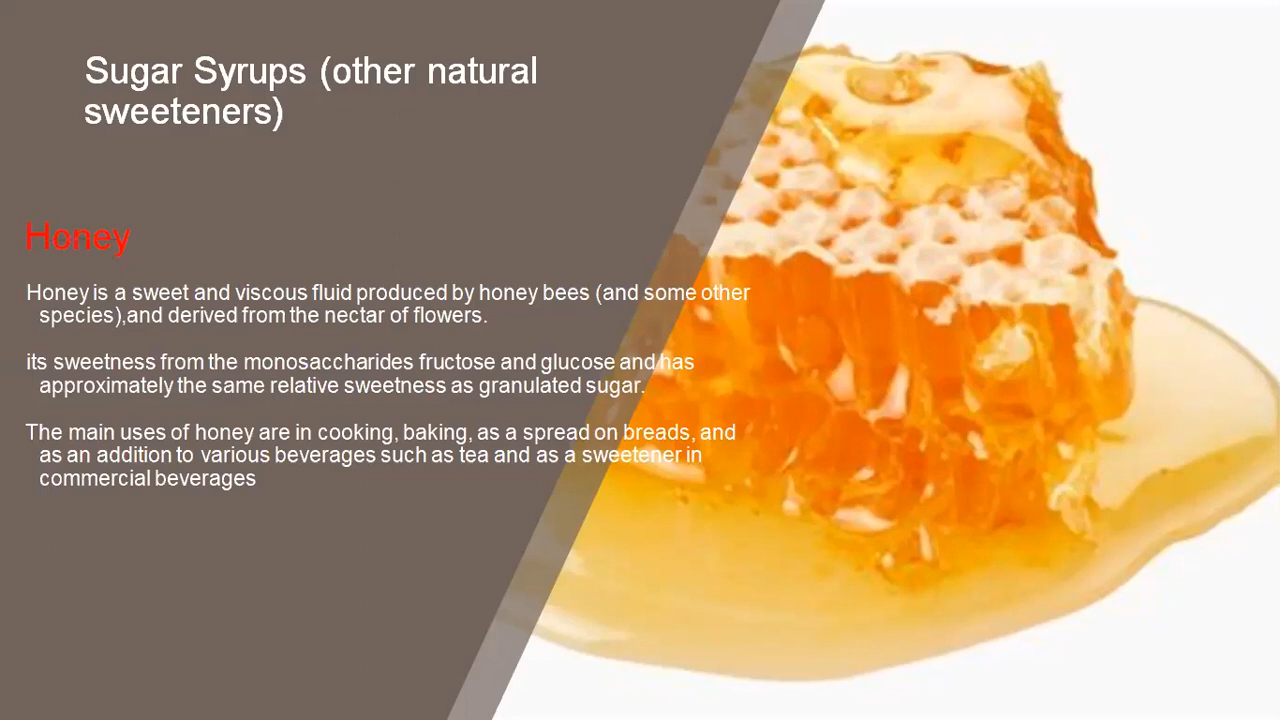 Sugar Syrups (other natural
sweeteners)
Honey
Honey is a sweet and viscous fluid produced by honey bees (and some other
species),and derived from the nectar of flowers.
its sweetness from the monosaccharides fructose and glucose and has
approximately the same relative sweetness as granulated sugar.
The main uses of honey are in cooking, baking, as a spread on breads, and
as an addition to various beverages such as tea and as a sweetener in
commercial beverages